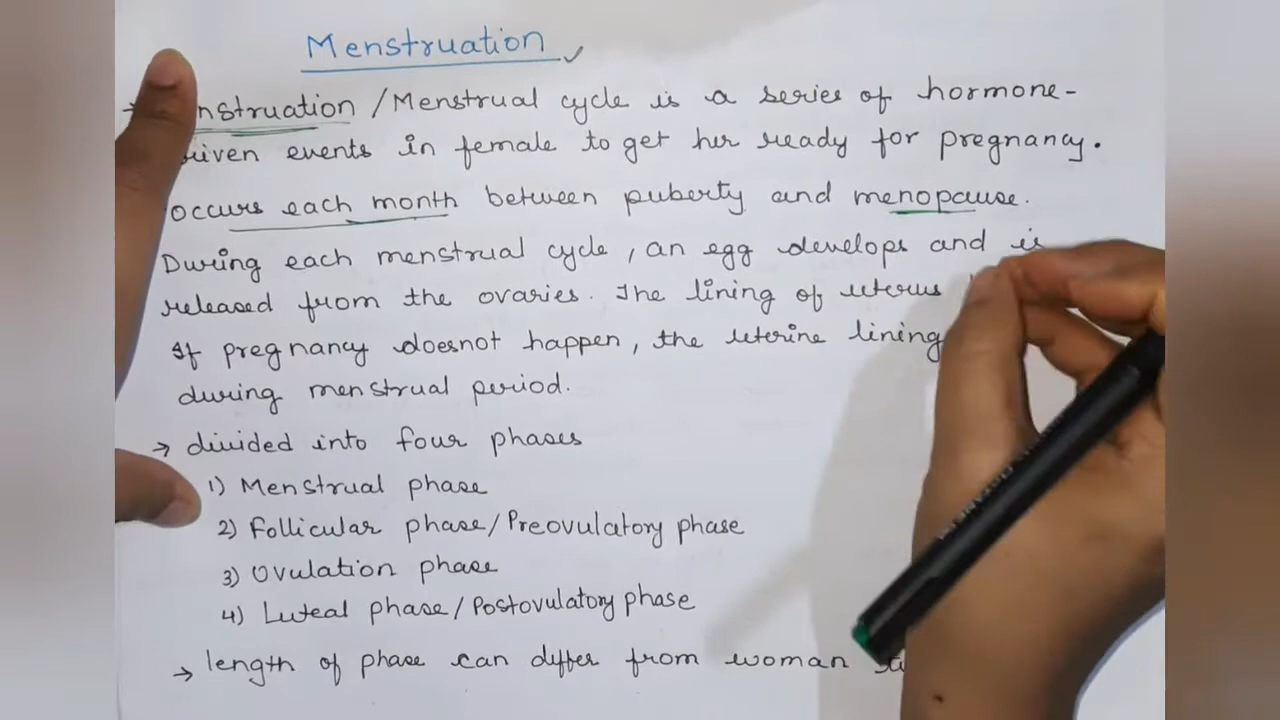 Menstruation
→ nstruation / Menstrual cycle is a series of hormone-
riven events in female to get her ready for pregnancy.
occurs each month between puberty and menopause.
During each menstrual cycle, an egg develops and is
released from the ovaries. The lining of uterus
If pregnancy doesnot happen, the uterine lining
during menstrual period.
→ divided into four phases
1) Menstrual phase
2) Follicular phase/Preovulatory phase
3) Ovulation phase
4) Luteal phase/Postovulatory phase
→ length of phase can differ from woman